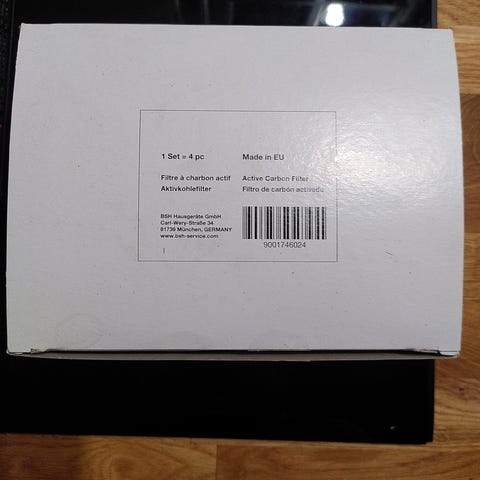 1 Set = 4 pc
Made in EU
Filtre à charbon actif
Aktivkohlefilter
Active Carbon Filter
Filtro de carbón activado
BSH Hausgeräte GmbH
Carl-Wery-Straße 34
81739 München, GERMANY
www.bsh-service.com
9001746024